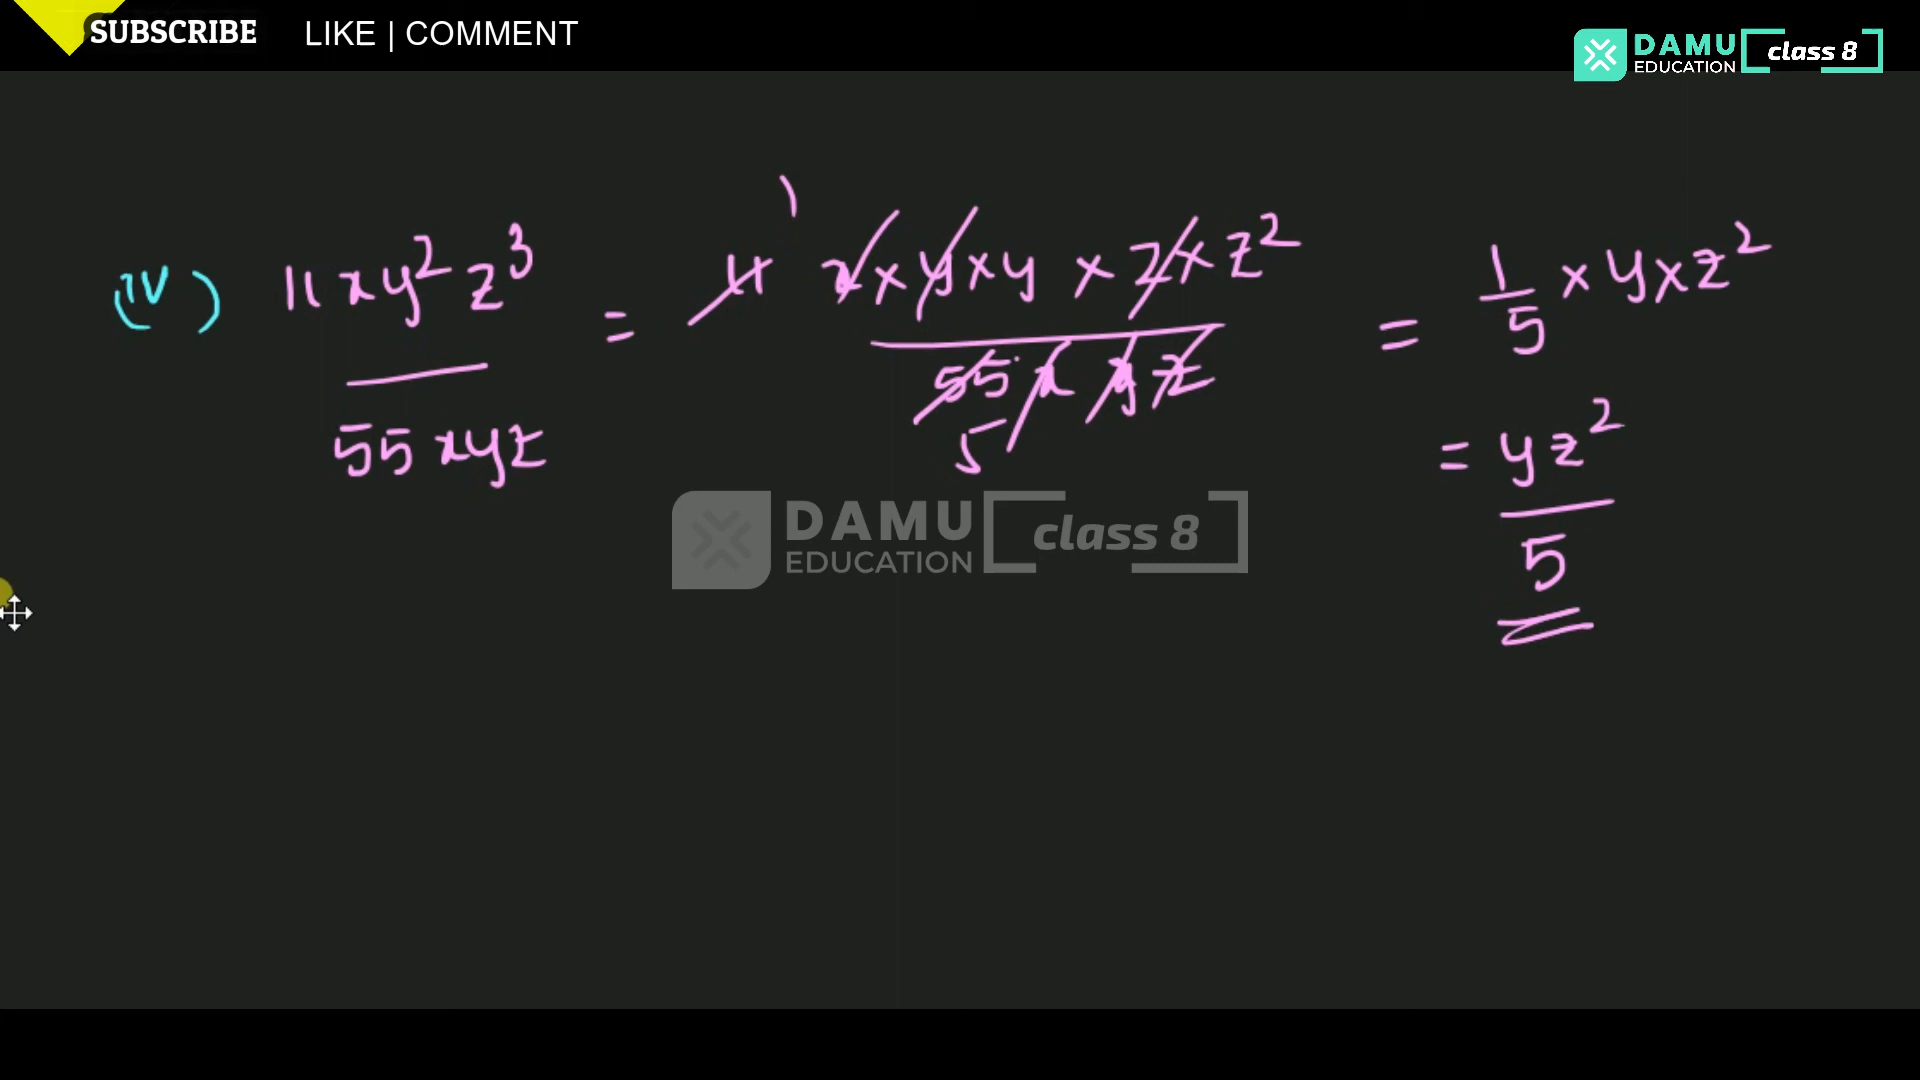 SUBSCRIBE LIKE | COMMENT
DAMU EDUCATION class 8
(IV) 11xy²z³ / 55xyz = 11 1 x × y × y × z × z² / 55 5 x y z = 1/5 × y × z²
= yz² / 5
DAMU EDUCATION class 8